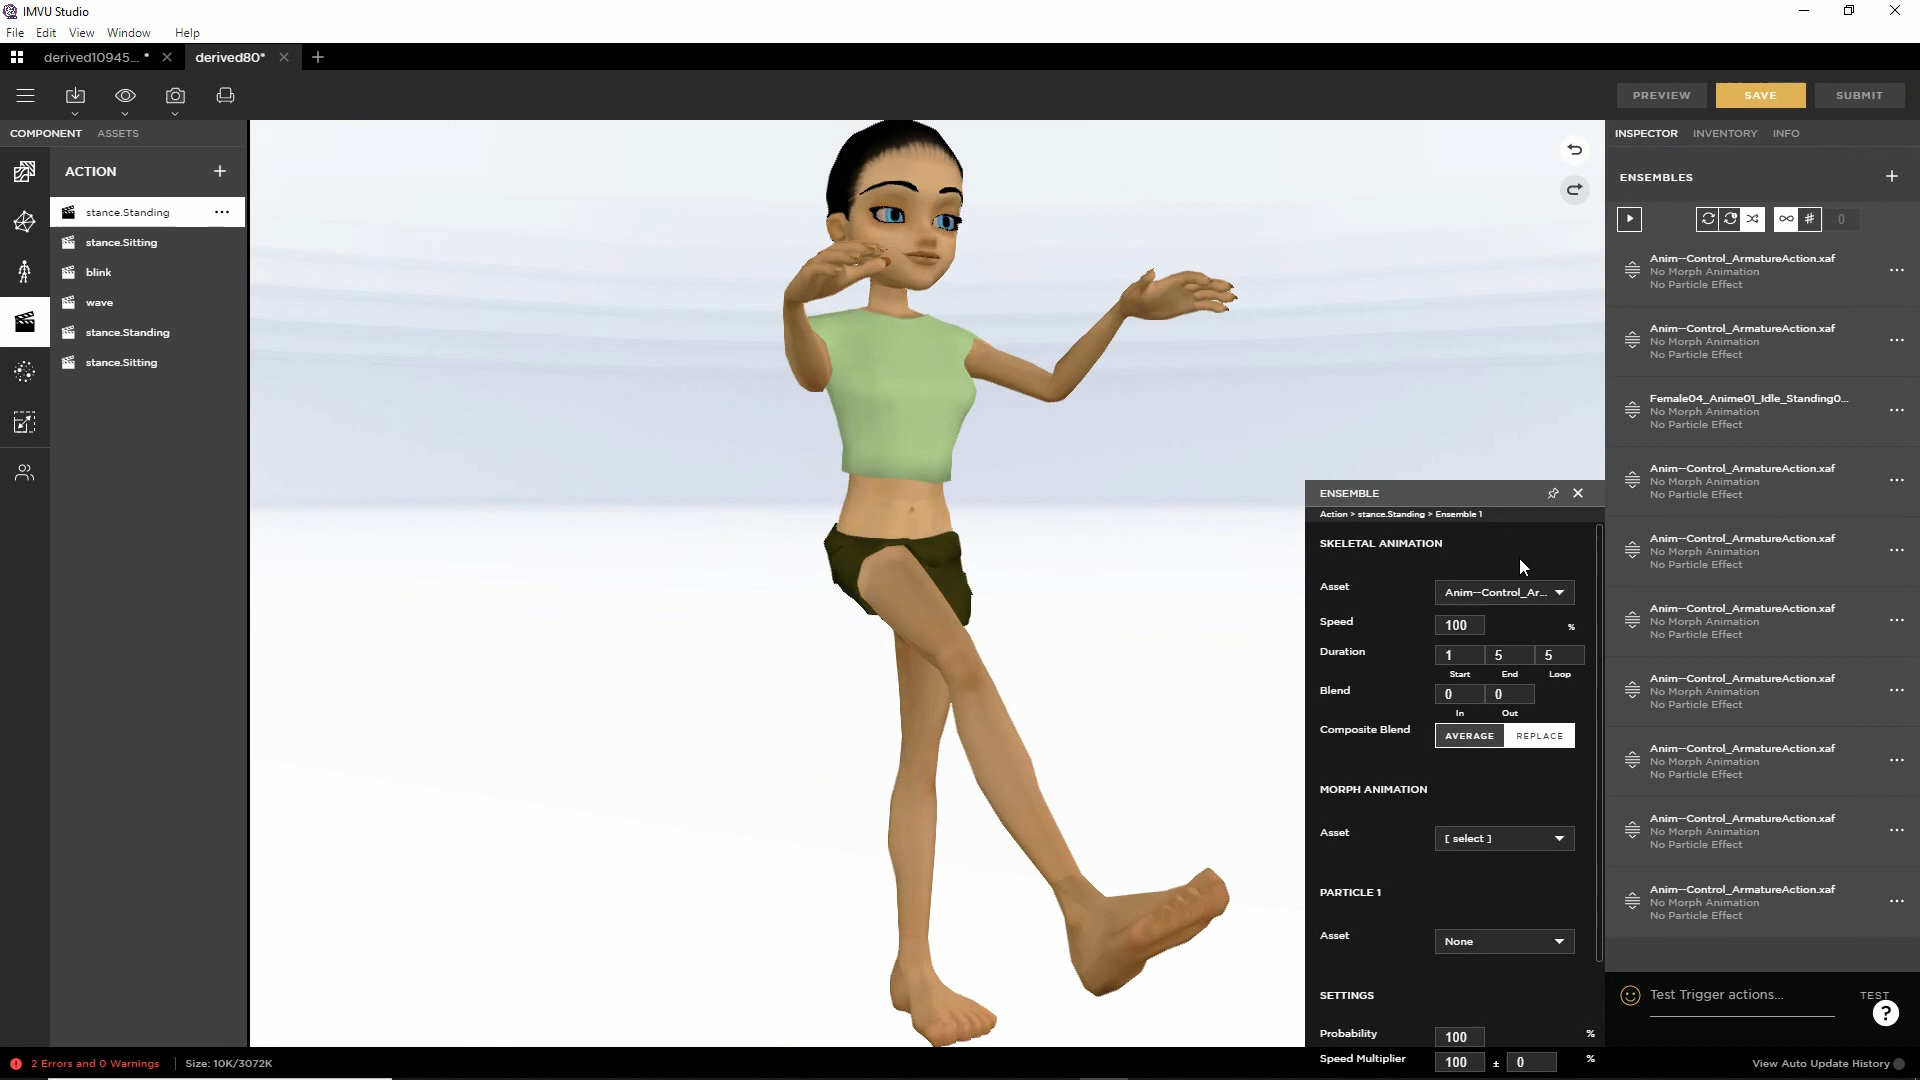 IMVU Studio
File Edit View Window Help
derived10945... * derived80*
PREVIEW SAVE SUBMIT
COMPONENT ASSETS
INSPECTOR INVENTORY INFO
ACTION
stance.Standing
stance.Sitting
blink
wave
stance.Standing
stance.Sitting
ENSEMBLES
0
Anim--Control_ArmatureAction.xaf
No Morph Animation
No Particle Effect
Anim--Control_ArmatureAction.xaf
No Morph Animation
No Particle Effect
Female04_Anime01_Idle_Standing0...
No Morph Animation
No Particle Effect
Anim--Control_ArmatureAction.xaf
No Morph Animation
No Particle Effect
Anim--Control_ArmatureAction.xaf
No Morph Animation
No Particle Effect
Anim--Control_ArmatureAction.xaf
No Morph Animation
No Particle Effect
Anim--Control_ArmatureAction.xaf
No Morph Animation
No Particle Effect
Anim--Control_ArmatureAction.xaf
No Morph Animation
No Particle Effect
Anim--Control_ArmatureAction.xaf
No Morph Animation
No Particle Effect
Anim--Control_ArmatureAction.xaf
No Morph Animation
No Particle Effect
ENSEMBLE
Action > stance.Standing > Ensemble 1
SKELETAL ANIMATION
Asset Anim--Control_Ar...
Speed 100 %
Duration 1 5 5
Start End Loop
Blend 0 0
In Out
Composite Blend AVERAGE REPLACE
MORPH ANIMATION
Asset [ select ]
PARTICLE 1
Asset None
SETTINGS
Probability 100 %
Speed Multiplier 100 ± 0 %
Test Trigger actions... TEST
?
2 Errors and 0 Warnings Size: 10K/3072K
View Auto Update History